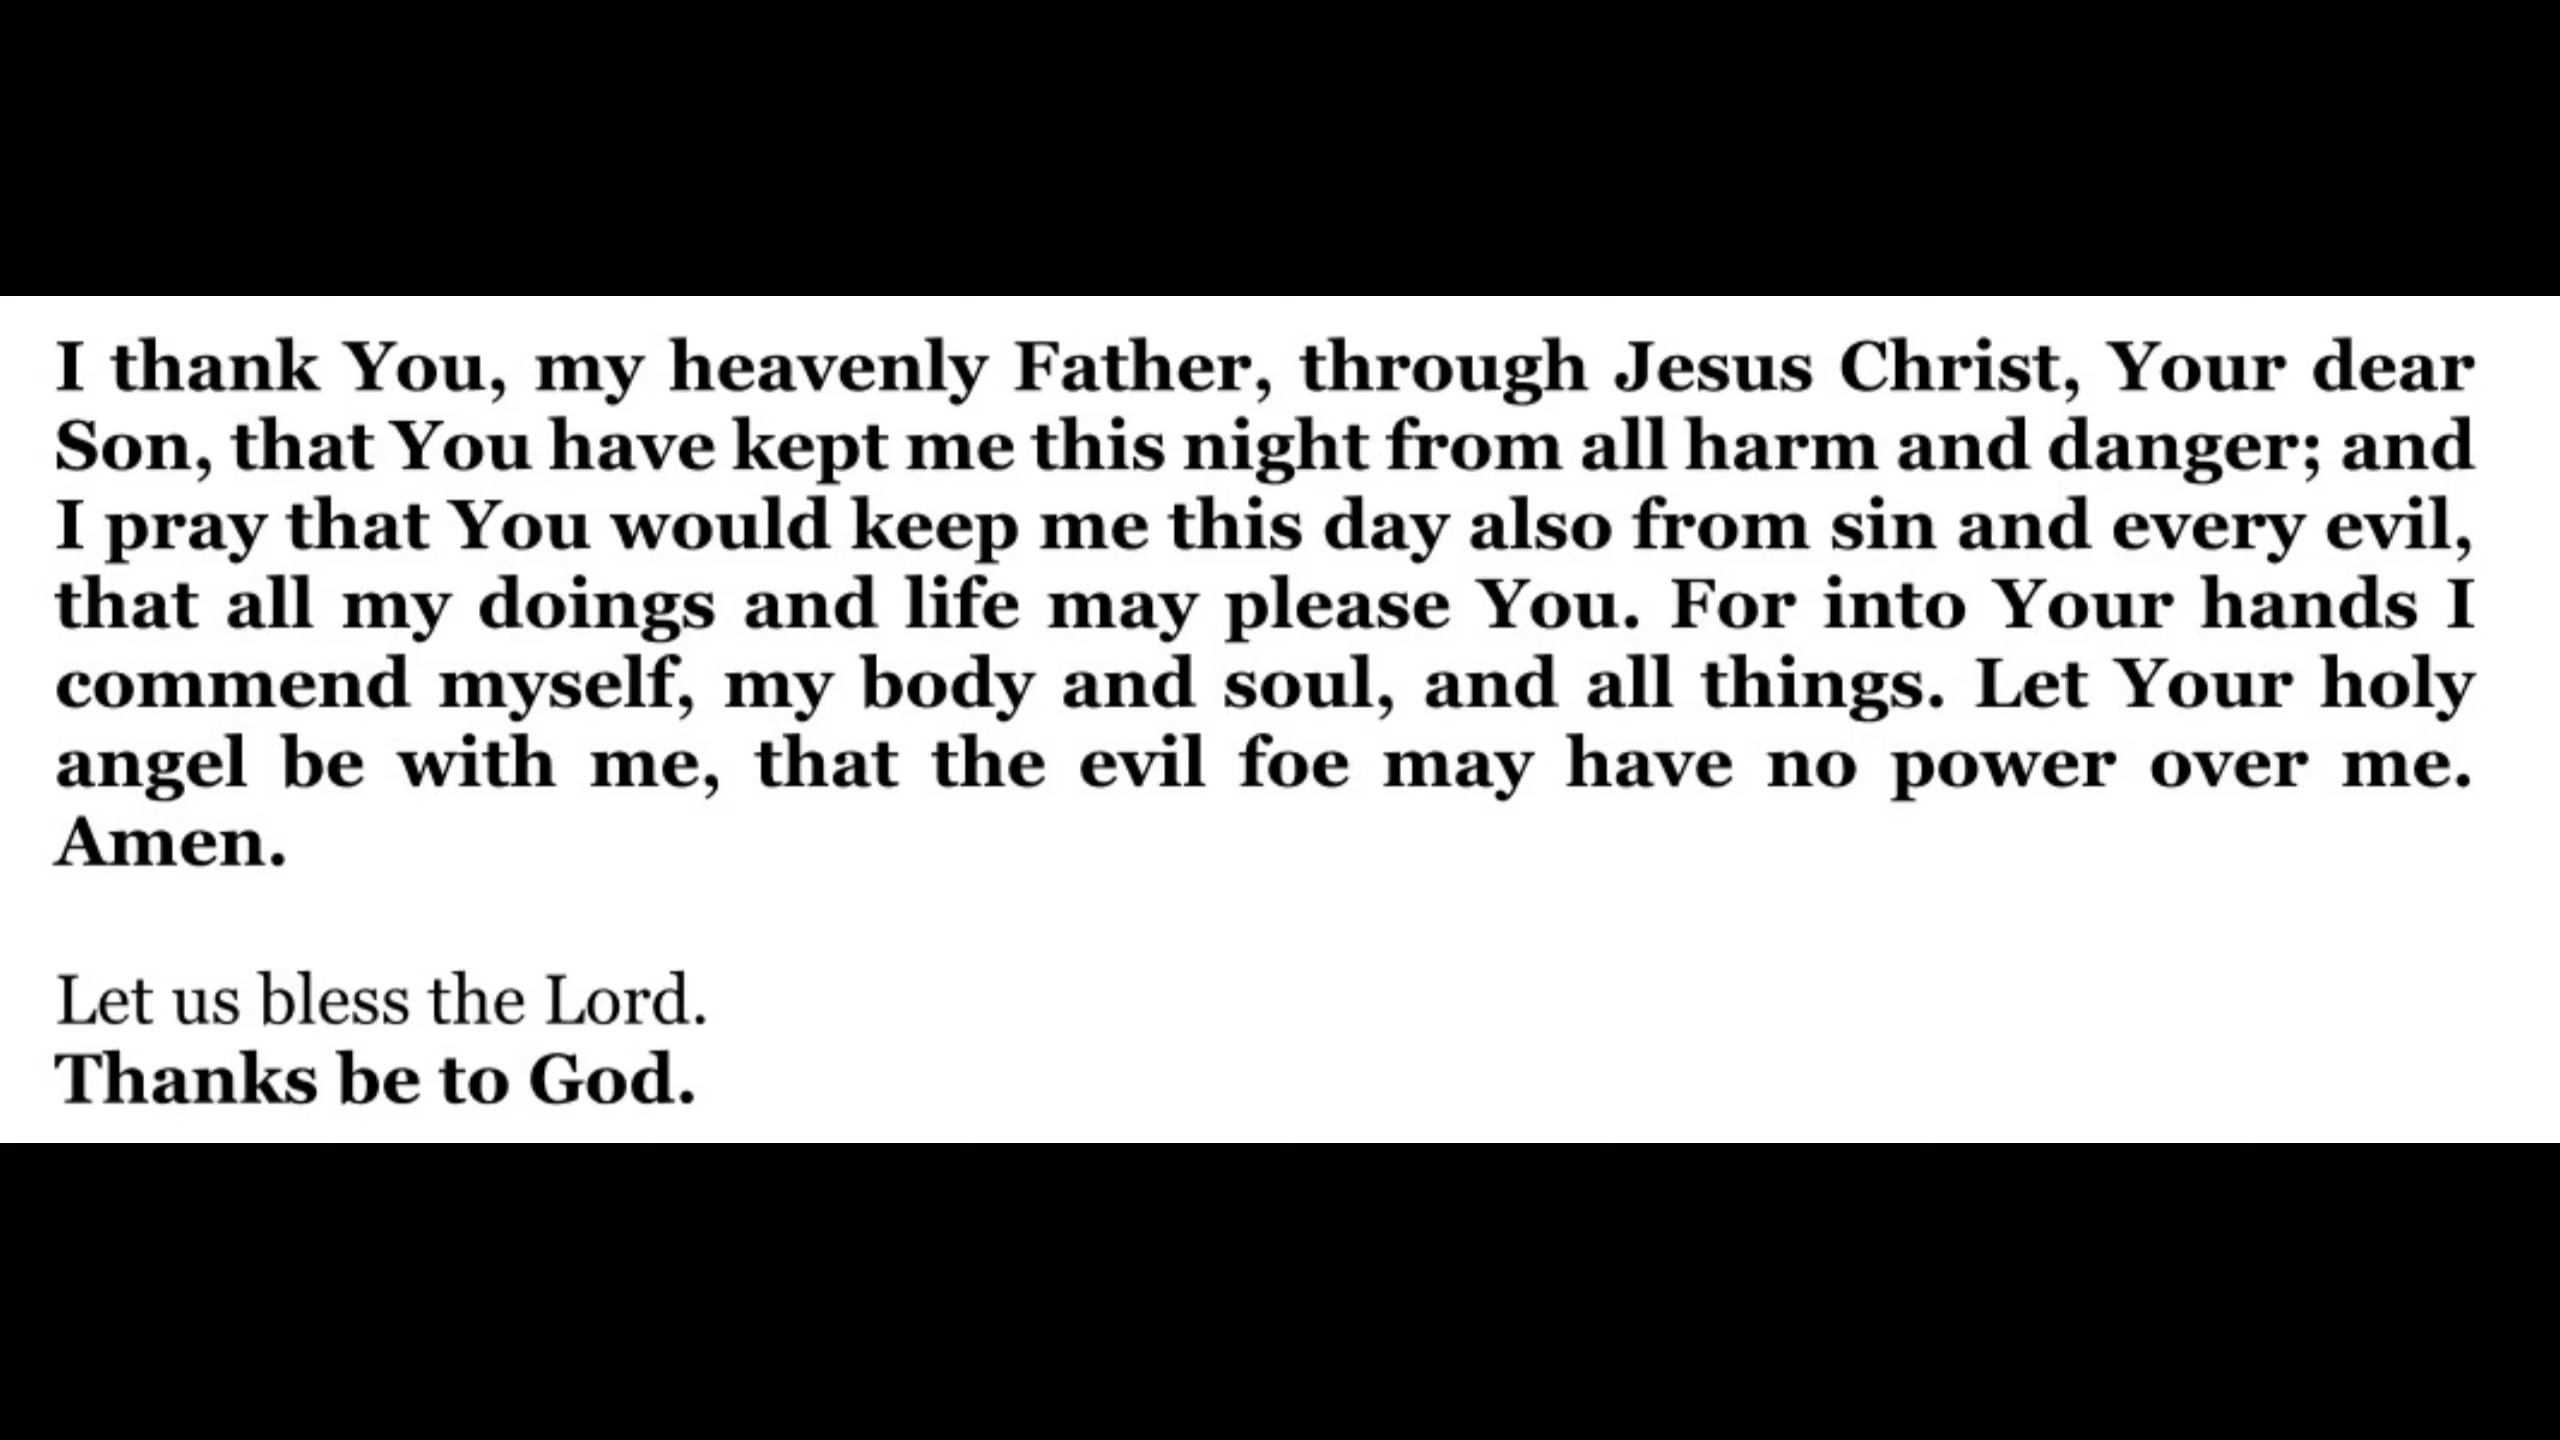 I thank You, my heavenly Father, through Jesus Christ, Your dear
Son, that You have kept me this night from all harm and danger; and
I pray that You would keep me this day also from sin and every evil,
that all my doings and life may please You. For into Your hands I
commend myself, my body and soul, and all things. Let Your holy
angel be with me, that the evil foe may have no power over me.
Amen.
Let us bless the Lord.
Thanks be to God.